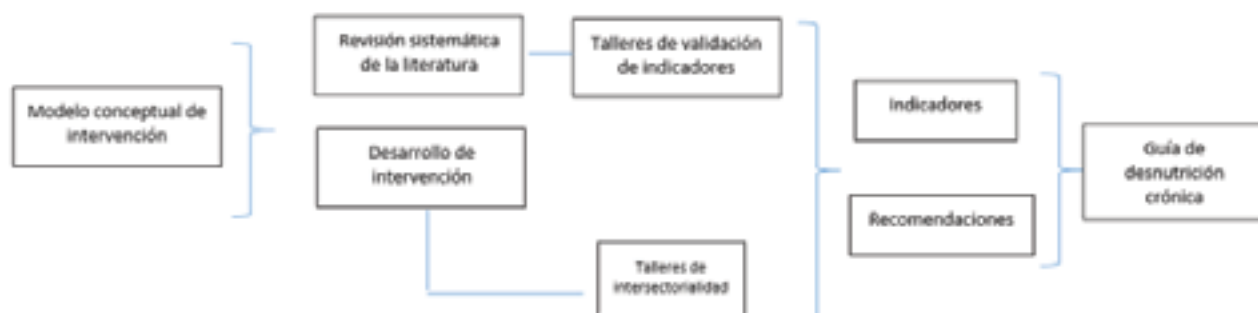 Modelo conceptual de
intervención
Revisión sistemática
de la literatura
Talleres de validación
de indicadores
Desarrollo de
intervención
Talleres de
intersectorialidad
Indicadores
Recomendaciones
Guía de
desnutrición
crónica